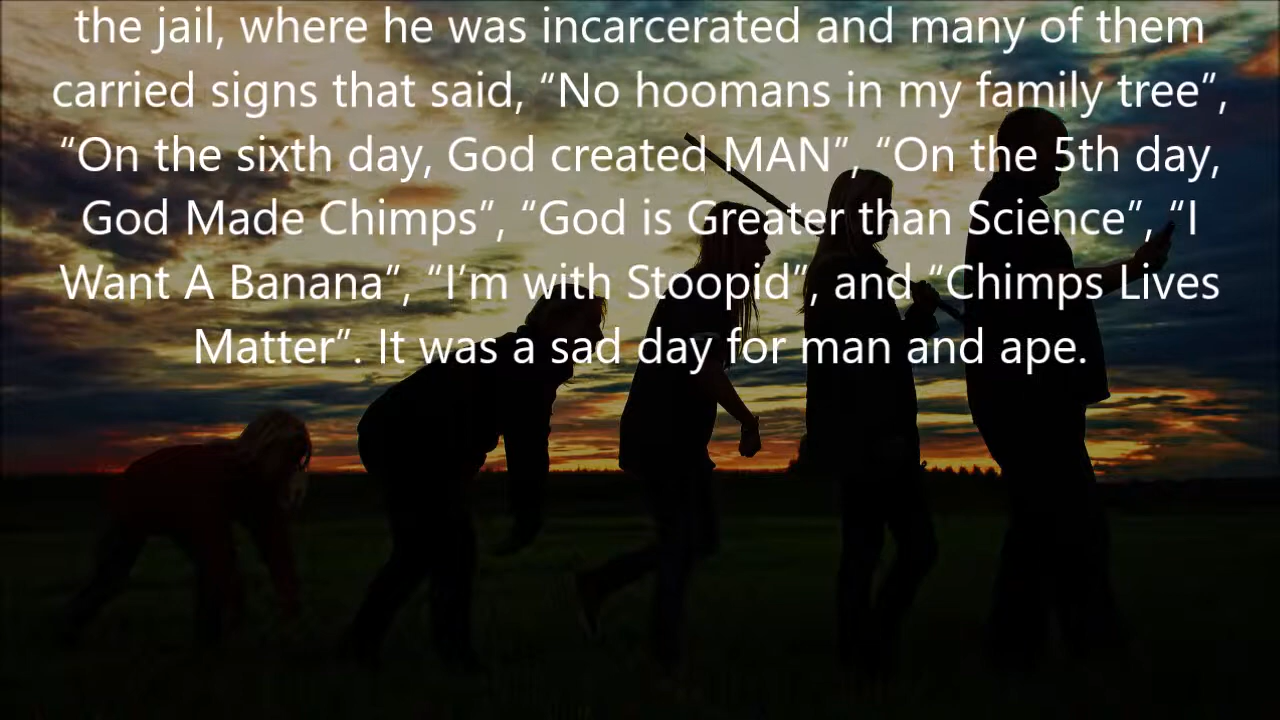 the jail, where he was incarcerated and many of them
carried signs that said, “No hoomans in my family tree”,
“On the sixth day, God created MAN”, “On the 5th day,
God Made Chimps”, “God is Greater than Science”, “I
Want A Banana”, “I’m with Stoopid”, and “Chimps Lives
Matter”. It was a sad day for man and ape.